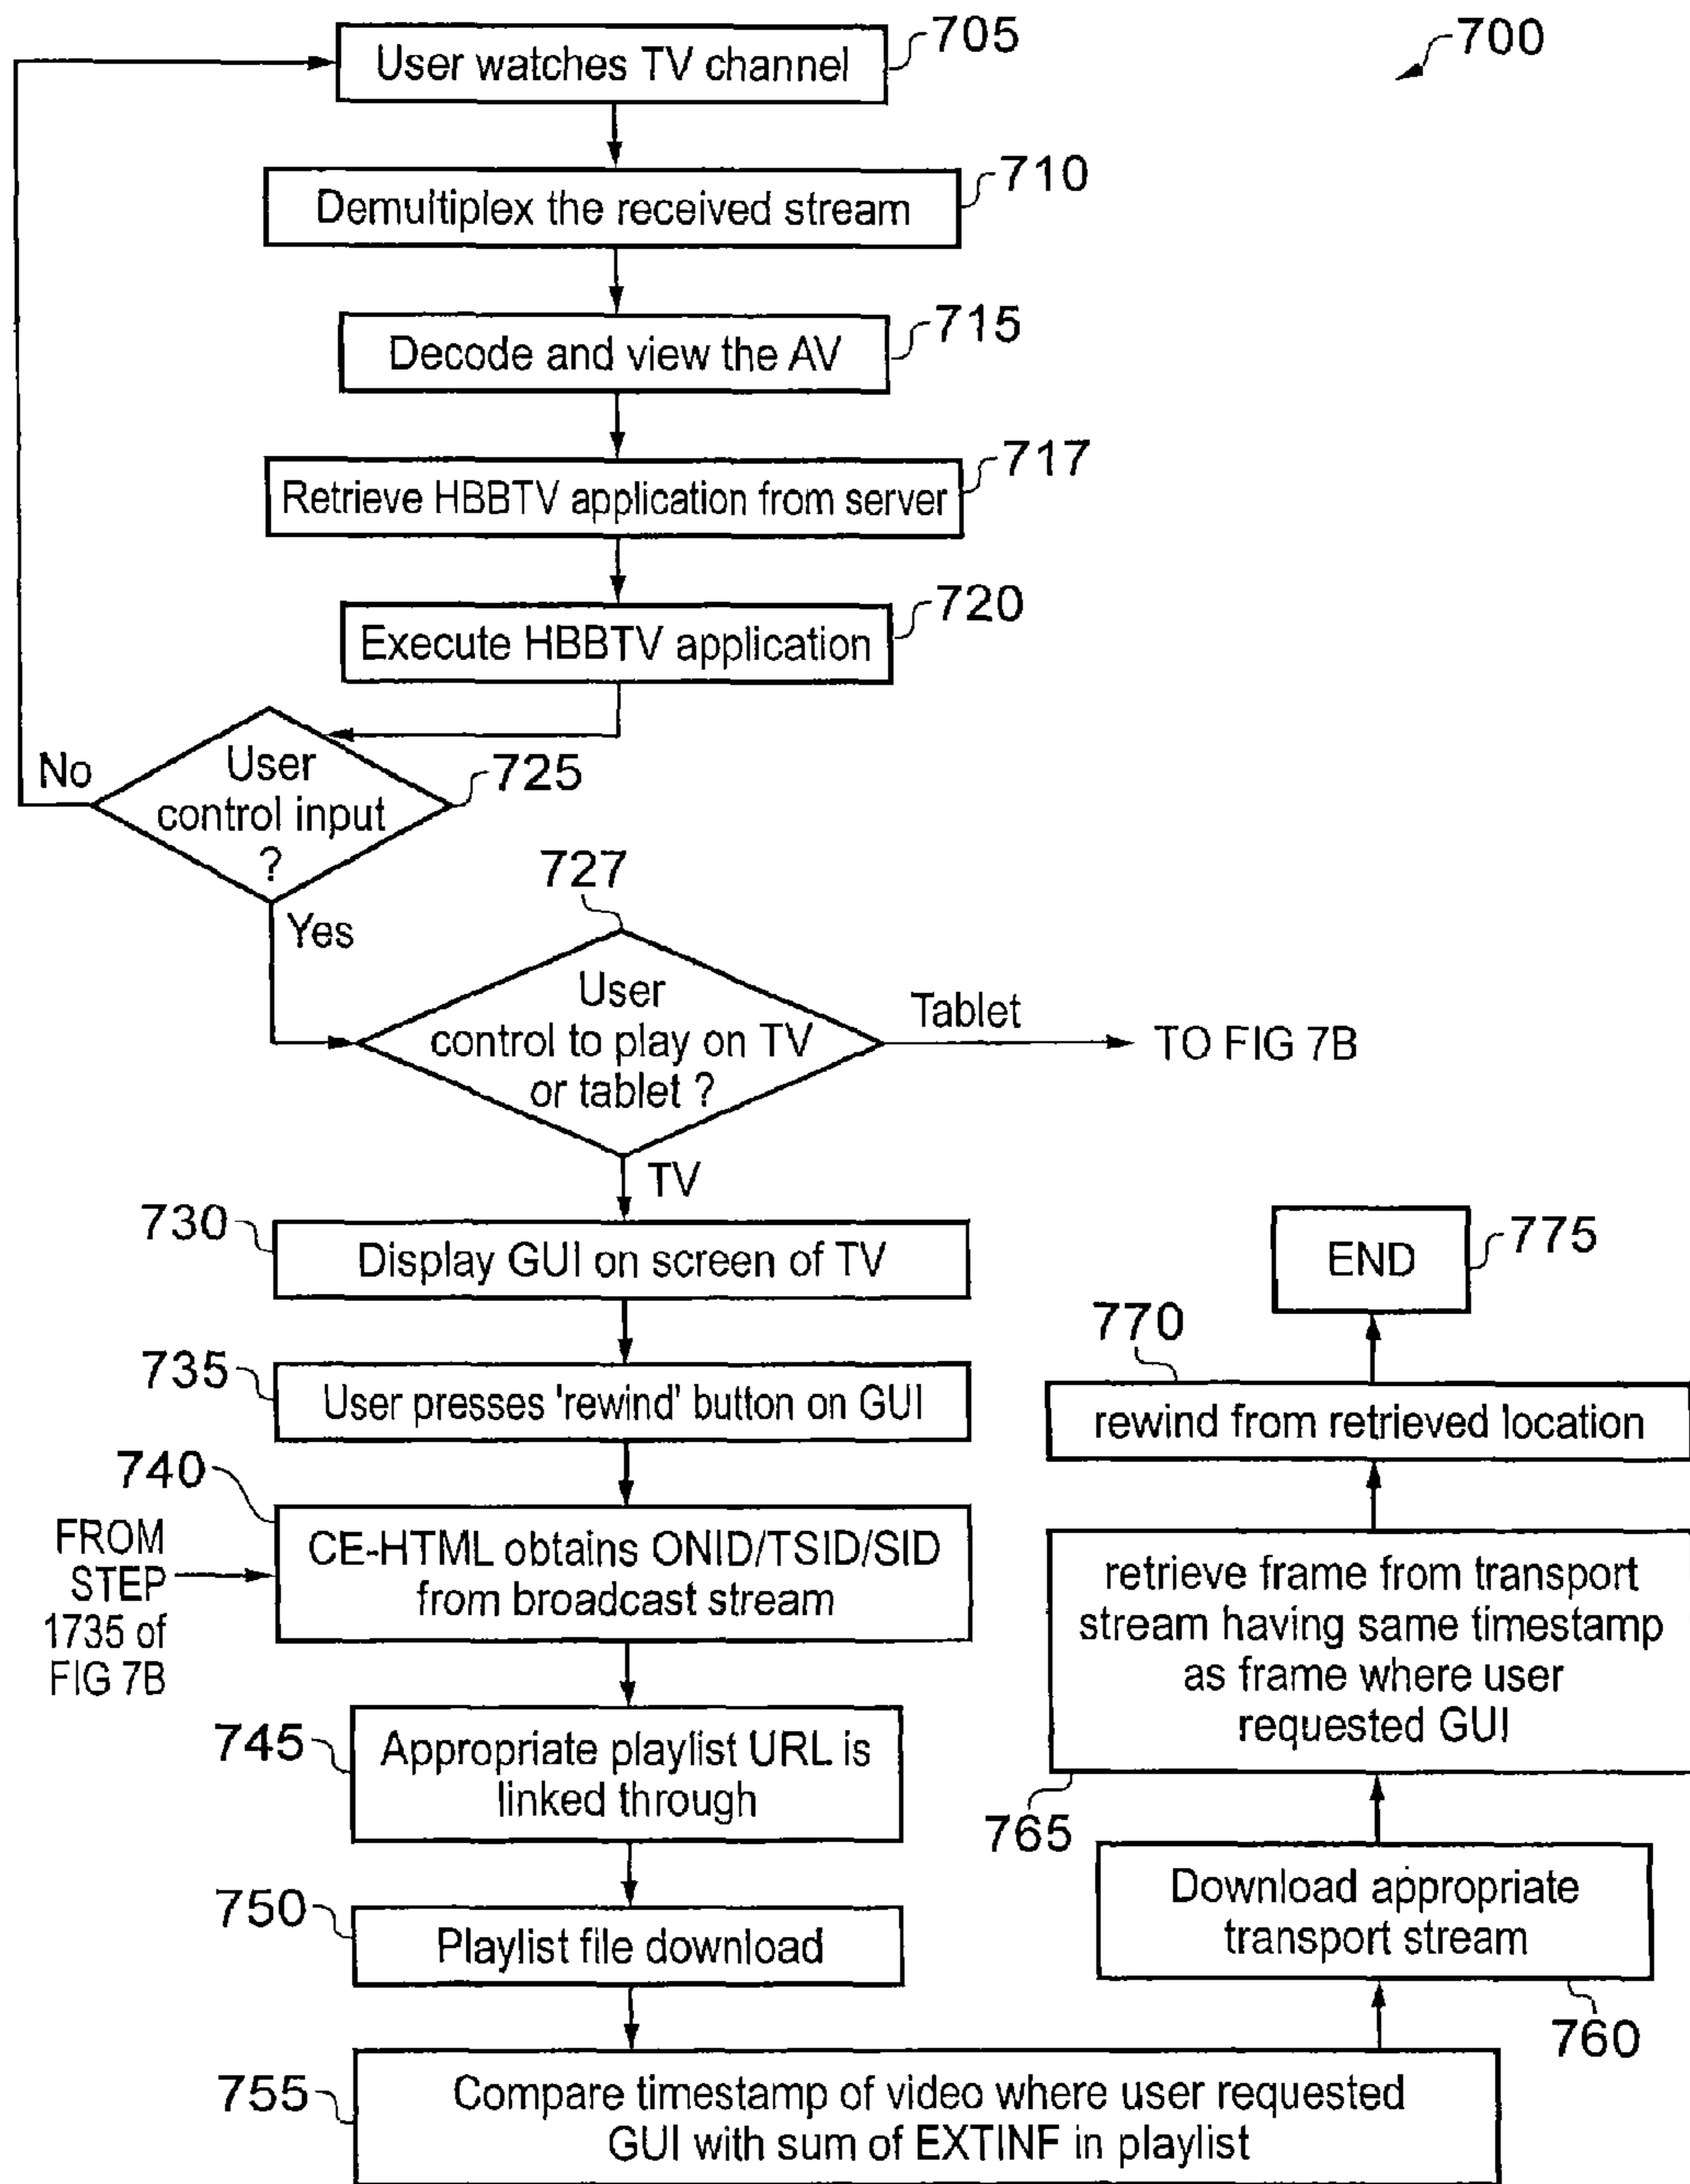 705
User watches TV channel
700
710
Demultiplex the received stream
715
Decode and view the AV
717
Retrieve HBBTV application from server
720
Execute HBBTV application
No
User
control input
?
725
Yes
727
User
control to play on TV
or tablet ?
Tablet
TO FIG 7B
TV
730
Display GUI on screen of TV
735
User presses 'rewind' button on GUI
740
FROM
STEP
1735 of
FIG 7B
CE-HTML obtains ONID/TSID/SID
from broadcast stream
745
Appropriate playlist URL is
linked through
750
Playlist file download
755
Compare timestamp of video where user requested
GUI with sum of EXTINF in playlist
760
Download appropriate
transport stream
765
retrieve frame from transport
stream having same timestamp
as frame where user
requested GUI
770
rewind from retrieved location
END
775